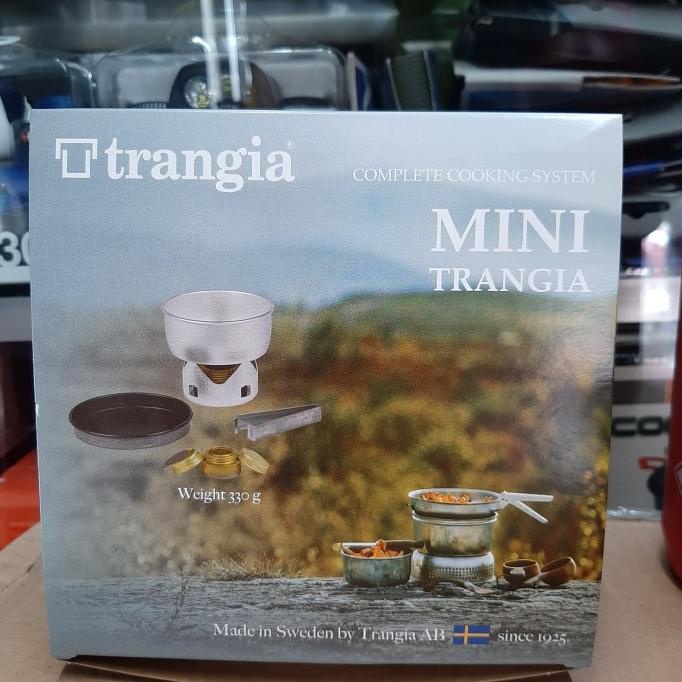 trangia®
COMPLETE COOKING SYSTEM
MINI
TRANGIA
Weight 330 g
Made in Sweden by Trangia AB since 1925.